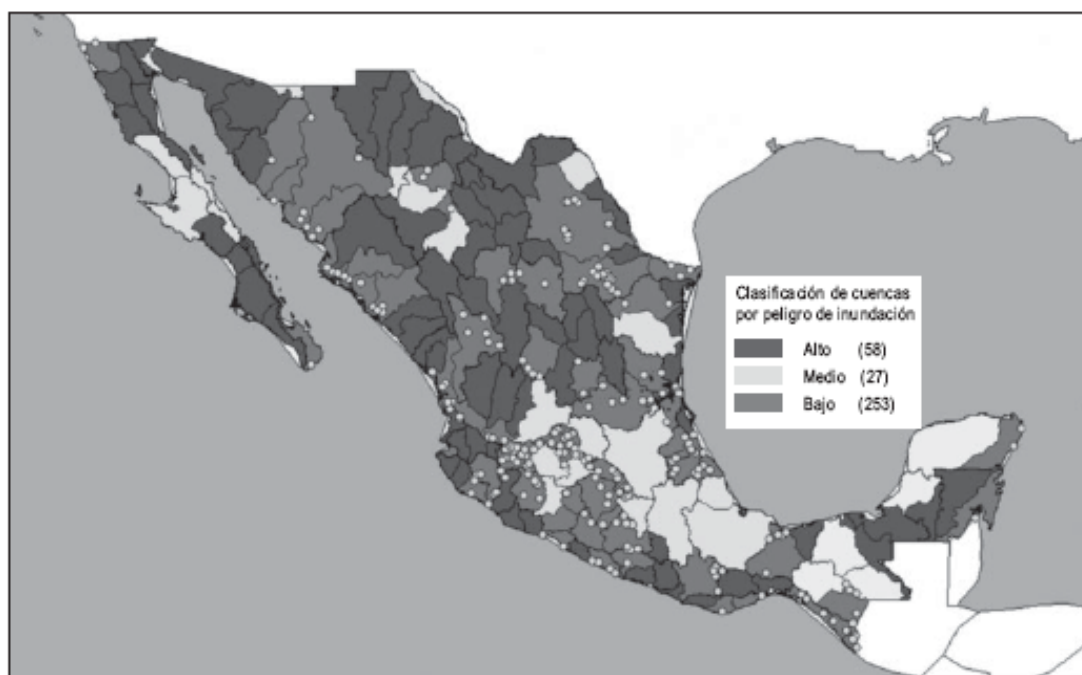 Clasificación de cuencas
por peligro de inundación
Alto (58)
Medio (27)
Bajo (253)